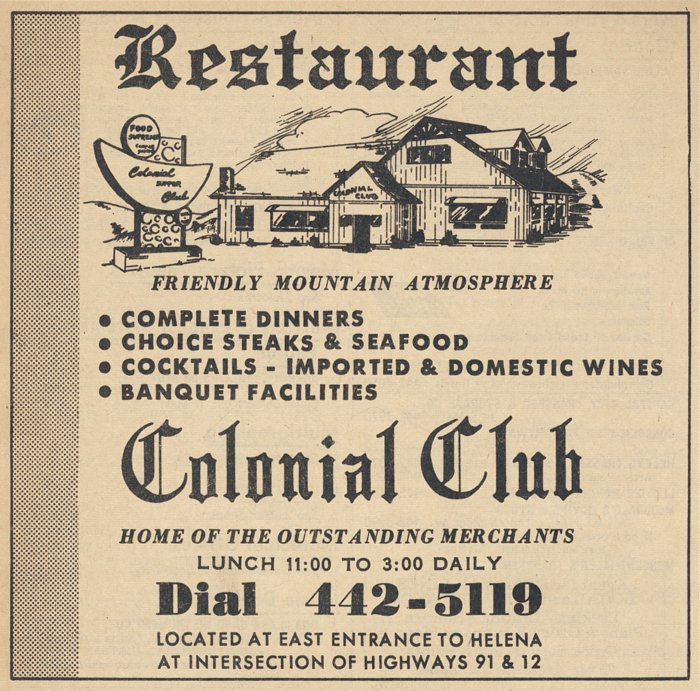 Restaurant
FOOD
SUPREME
Colonial
SUPPER
Club
COLONIAL
CLUB
FRIENDLY MOUNTAIN ATMOSPHERE
• COMPLETE DINNERS
• CHOICE STEAKS & SEAFOOD
• COCKTAILS - IMPORTED & DOMESTIC WINES
• BANQUET FACILITIES
Colonial Club
HOME OF THE OUTSTANDING MERCHANTS
LUNCH 11:00 TO 3:00 DAILY
Dial 442-5119
LOCATED AT EAST ENTRANCE TO HELENA
AT INTERSECTION OF HIGHWAYS 91 & 12